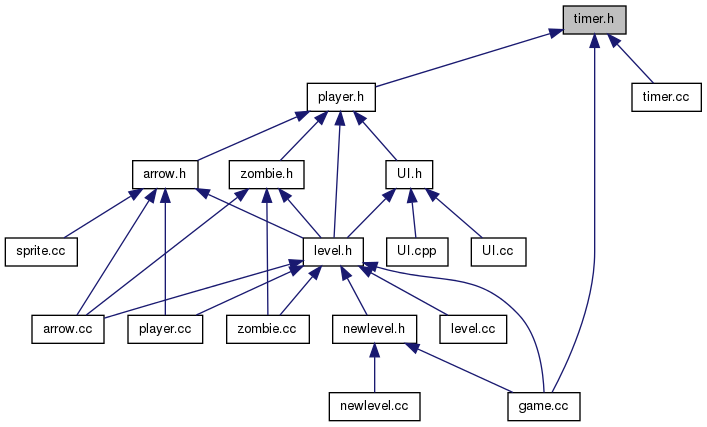 timer.h
player.h
timer.cc
arrow.h
zombie.h
UI.h
sprite.cc
level.h
UI.cpp
UI.cc
arrow.cc
player.cc
zombie.cc
newlevel.h
level.cc
newlevel.cc
game.cc